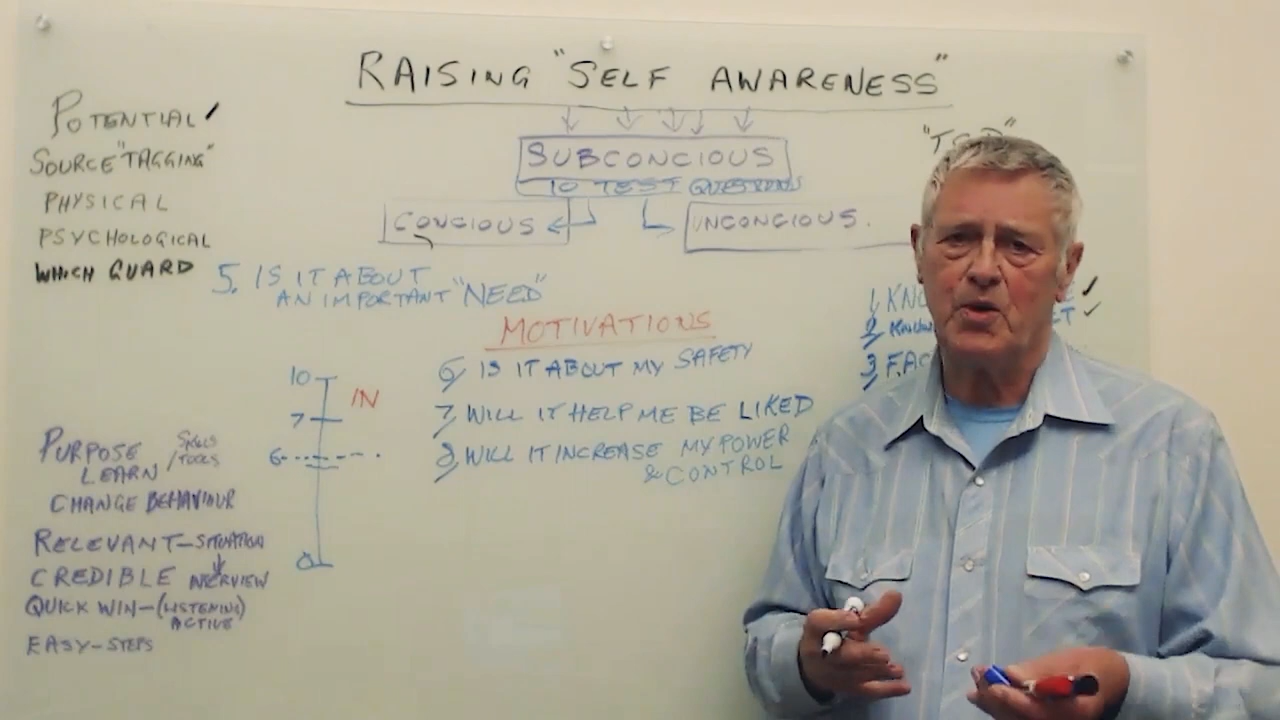 RAISING "SELF AWARENESS"
POTENTIAL
SOURCE "TAGGING"
PHYSICAL
PSYCHOLOGICAL
WHICH GUARD
SUBCONCIOUS
10 TEST QUESTIONS
CONCIOUS
UNCONCIOUS.
5. IS IT ABOUT
AN IMPORTANT "NEED"
MOTIVATIONS
6, IS IT ABOUT MY SAFETY
7, WILL IT HELP ME BE LIKED
8, WILL IT INCREASE MY POWER
& CONTROL
10
IN
7
6
0
1,
2,
3
PURPOSE
LEARN / SKILLS TOOLS
CHANGE BEHAVIOUR
RELEVANT-SITUATION
CREDIBLE
QUICK WIN-(LISTENING)
ACTIVE
EASY-STEPS